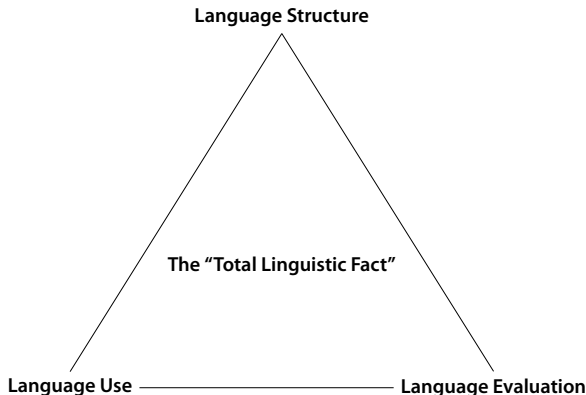 Language Structure
The “Total Linguistic Fact”
Language Use
Language Evaluation